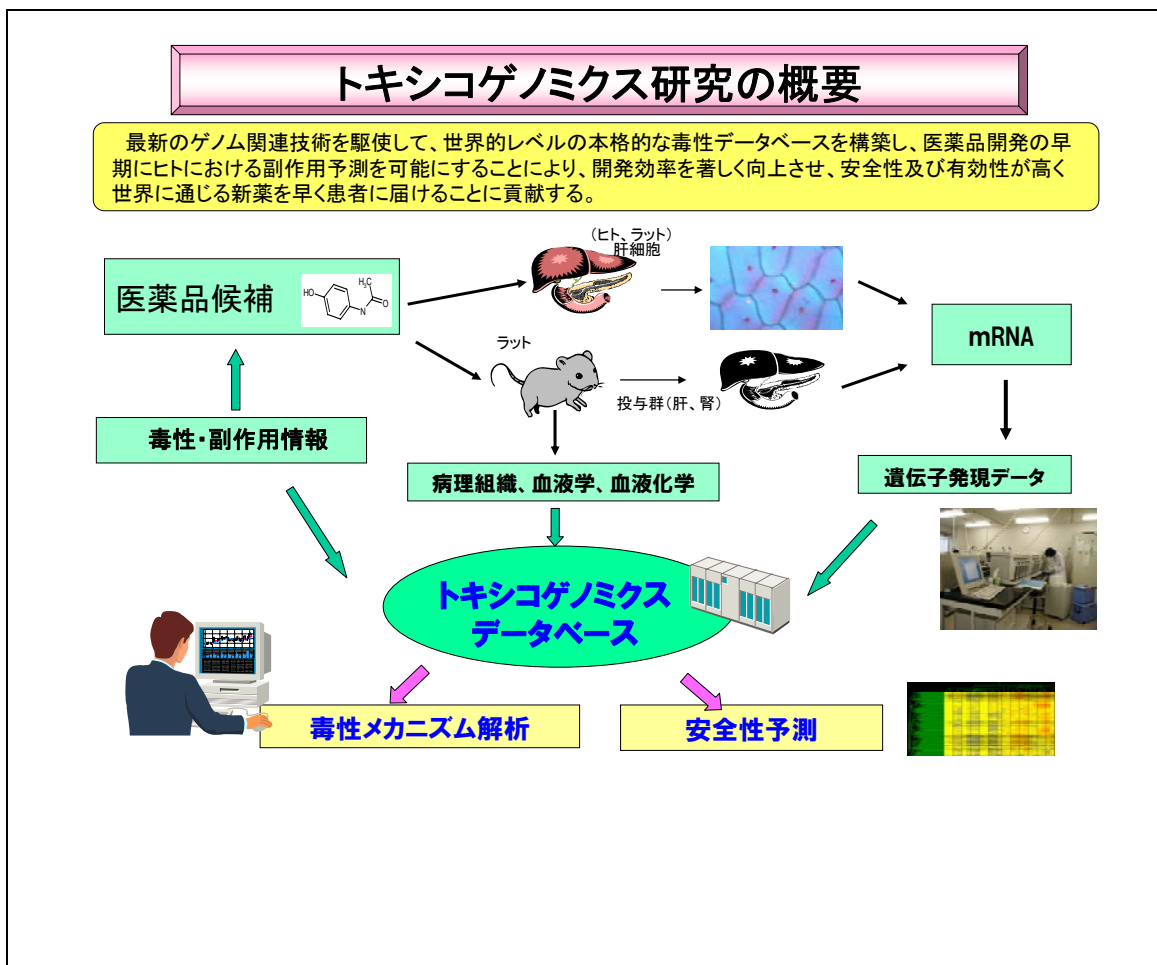 トキシコゲノミクス研究の概要
最新のゲノム関連技術を駆使して、世界的レベルの本格的な毒性データベースを構築し、医薬品開発の早
期にヒトにおける副作用予測を可能にすることにより、開発効率を著しく向上させ、安全性及び有効性が高く
世界に通じる新薬を早く患者に届けることに貢献する。
(ヒト、ラット)
肝細胞
医薬品候補
HO
H₃C
N
O
mRNA
ラット
投与群(肝、腎)
毒性・副作用情報
病理組織、血液学、血液化学
遺伝子発現データ
トキシコゲノミクス
データベース
毒性メカニズム解析
安全性予測